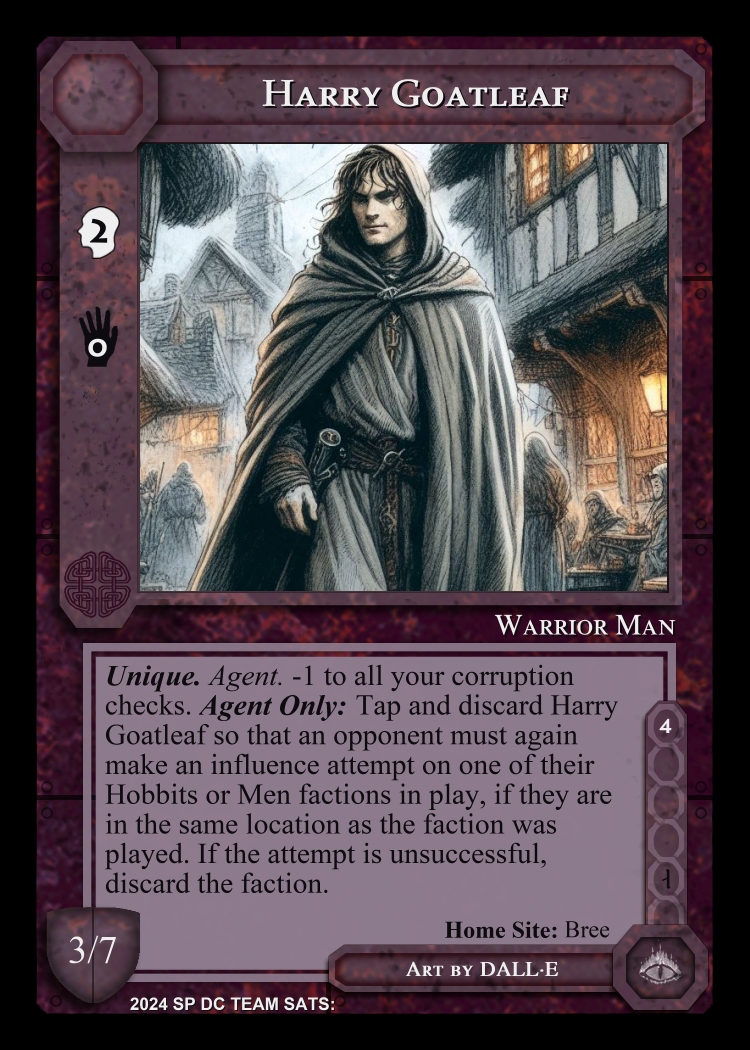 Harry Goatleaf
2
0
Warrior Man
Unique. Agent. -1 to all your corruption
checks. Agent Only: Tap and discard Harry
Goatleaf so that an opponent must again
make an influence attempt on one of their
Hobbits or Men factions in play, if they are
in the same location as the faction was
played. If the attempt is unsuccessful,
discard the faction.
4
Home Site: Bree
3/7
Art by DALL·E
2024 SP DC TEAM SATS: